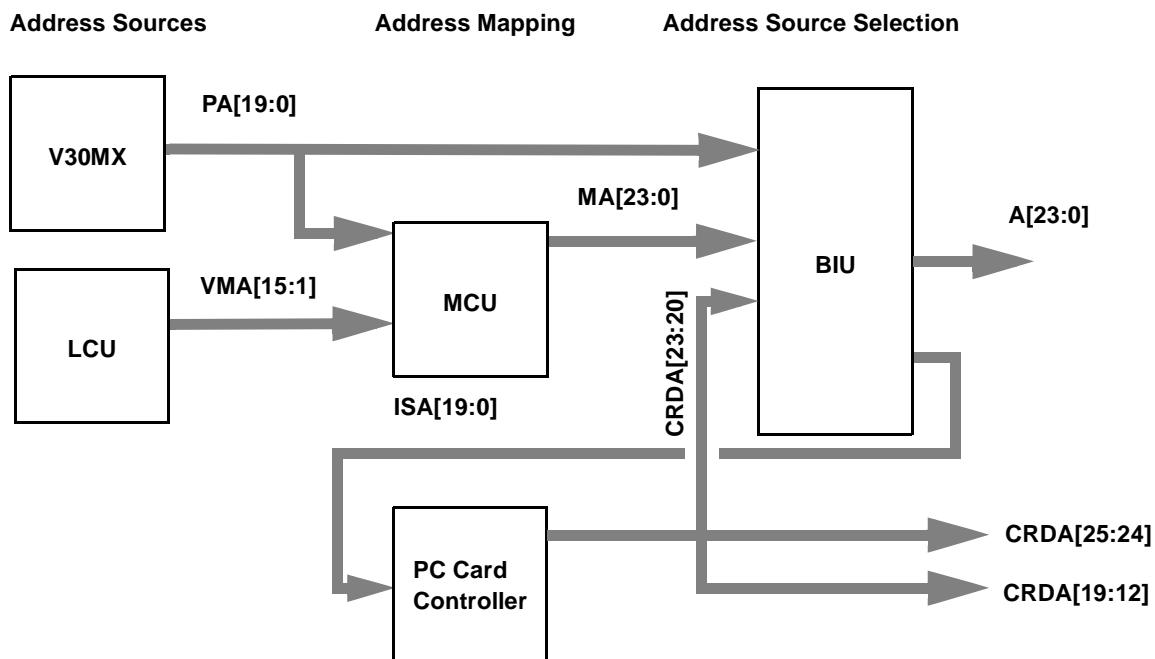 Address Sources
Address Mapping
Address Source Selection
PA[19:0]
V30MX
MA[23:0]
A[23:0]
BIU
VMA[15:1]
MCU
LCU
CRDA[23:20]
ISA[19:0]
CRDA[25:24]
PC Card
Controller
CRDA[19:12]